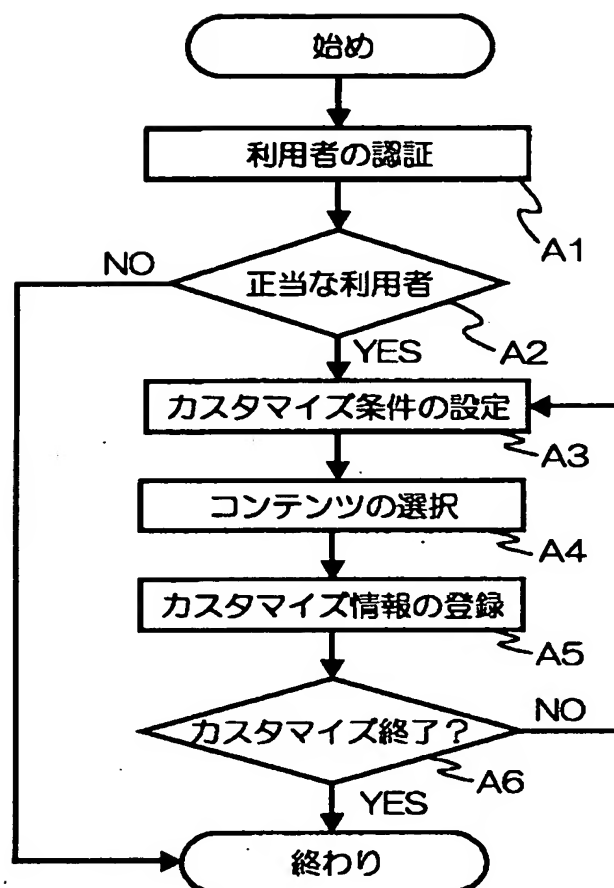 始め
利用者の認証
A1
NO
正当な利用者
A2
YES
カスタマイズ条件の設定
A3
コンテンツの選択
A4
カスタマイズ情報の登録
A5
カスタマイズ終了?
NO
A6
YES
終わり